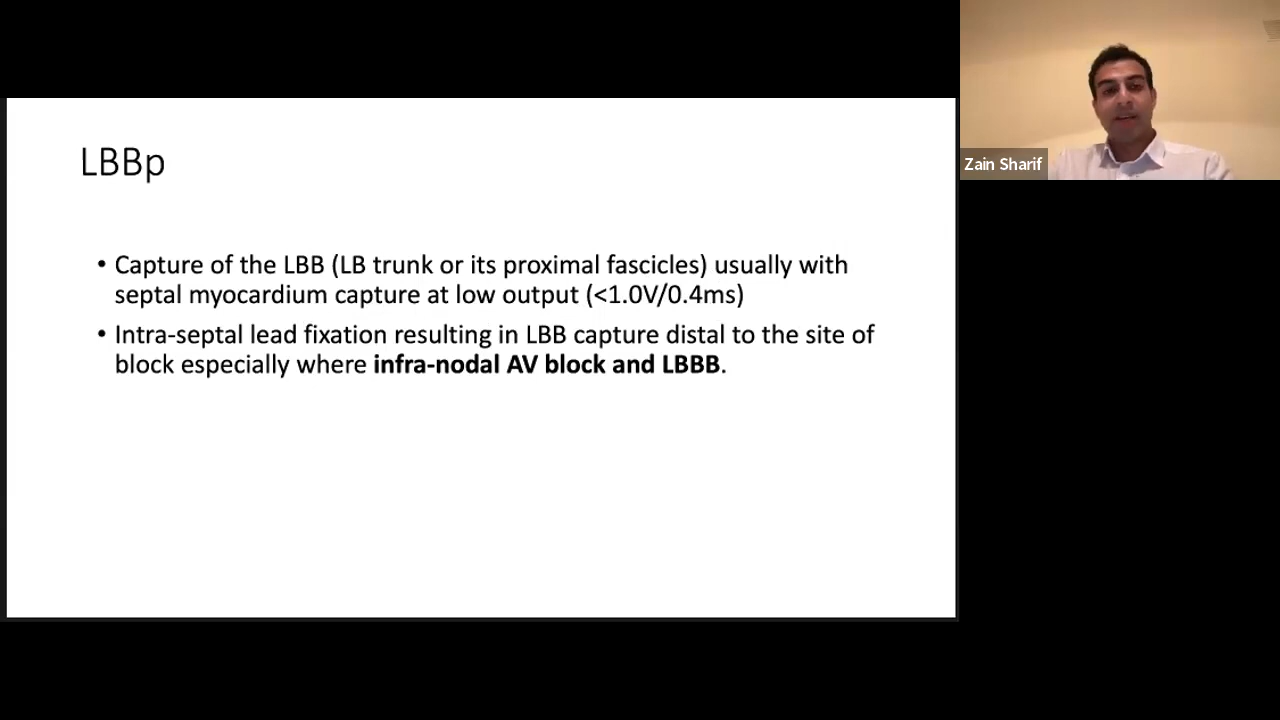 LBBp
• Capture of the LBB (LB trunk or its proximal fascicles) usually with
septal myocardium capture at low output (<1.0V/0.4ms)
• Intra-septal lead fixation resulting in LBB capture distal to the site of
block especially where infra-nodal AV block and LBBB.
Zain Sharif